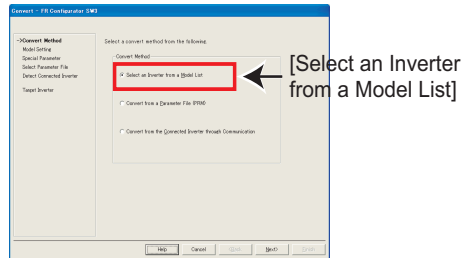 Convert - FR Configurator SW3
->Convert Method
Model Setting
Special Parameter
Select Parameter File
Detect Connected Inverter
Target Inverter
Select a convert method from the following.
Convert Method
Select an Inverter from a Model List
Convert from a Parameter File (PRM)
Convert from the Connected Inverter through Communication
[Select an Inverter
from a Model List]
Help Cancel <Back Next> Finish